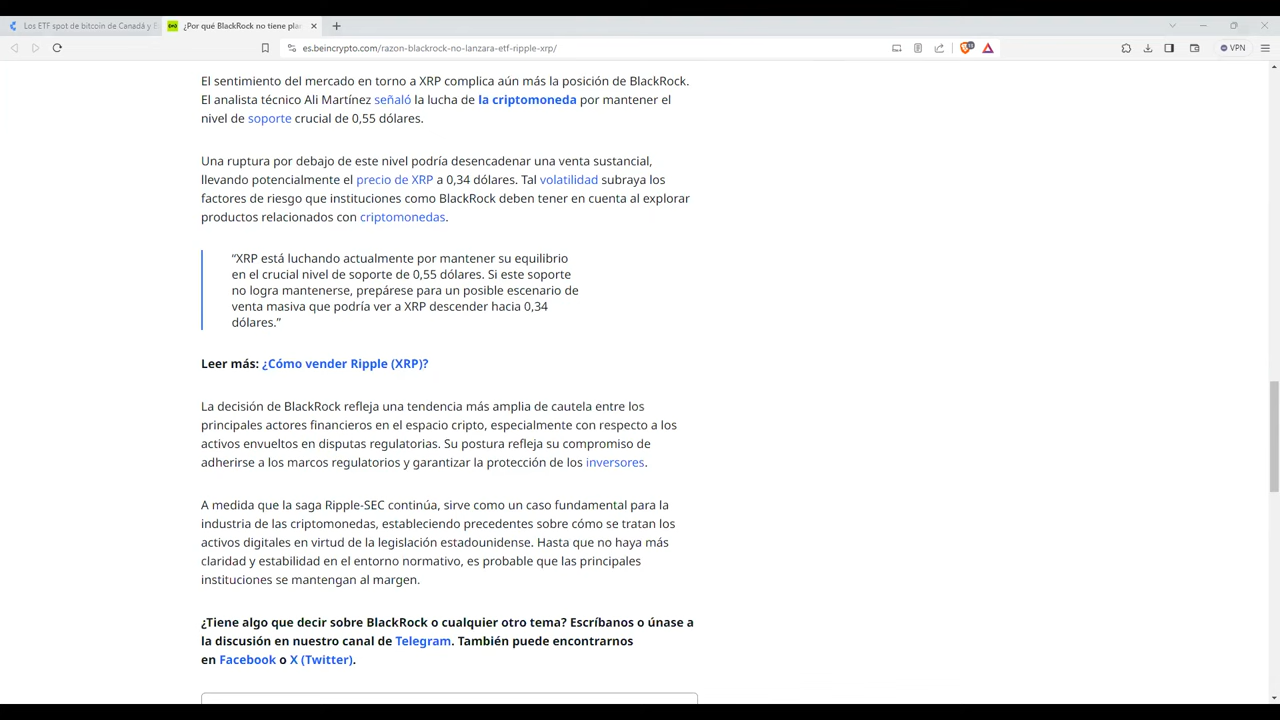 Los ETF spot de bitcoin de Canadá y E
¿Por qué BlackRock no tiene plan
es.beincrypto.com/razon-blackrock-no-lanzara-etf-ripple-xrp/
VPN
El sentimiento del mercado en torno a XRP complica aún más la posición de BlackRock.
El analista técnico Ali Martínez señaló la lucha de la criptomoneda por mantener el
nivel de soporte crucial de 0,55 dólares.
Una ruptura por debajo de este nivel podría desencadenar una venta sustancial,
llevando potencialmente el precio de XRP a 0,34 dólares. Tal volatilidad subraya los
factores de riesgo que instituciones como BlackRock deben tener en cuenta al explorar
productos relacionados con criptomonedas.
“XRP está luchando actualmente por mantener su equilibrio
en el crucial nivel de soporte de 0,55 dólares. Si este soporte
no logra mantenerse, prepárese para un posible escenario de
venta masiva que podría ver a XRP descender hacia 0,34
dólares.”
Leer más: ¿Cómo vender Ripple (XRP)?
La decisión de BlackRock refleja una tendencia más amplia de cautela entre los
principales actores financieros en el espacio cripto, especialmente con respecto a los
activos envueltos en disputas regulatorias. Su postura refleja su compromiso de
adherirse a los marcos regulatorios y garantizar la protección de los inversores.
A medida que la saga Ripple-SEC continúa, sirve como un caso fundamental para la
industria de las criptomonedas, estableciendo precedentes sobre cómo se tratan los
activos digitales en virtud de la legislación estadounidense. Hasta que no haya más
claridad y estabilidad en el entorno normativo, es probable que las principales
instituciones se mantengan al margen.
¿Tiene algo que decir sobre BlackRock o cualquier otro tema? Escríbanos o únase a
la discusión en nuestro canal de Telegram. También puede encontrarnos
en Facebook o X (Twitter).